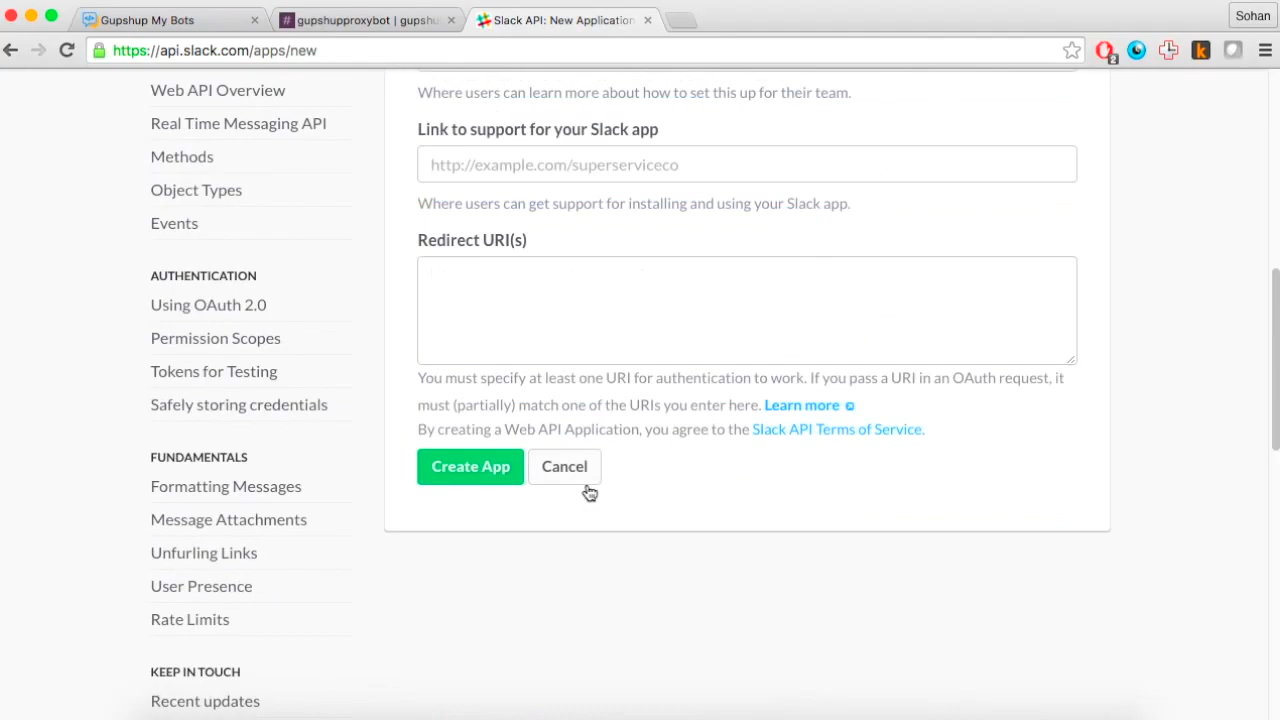 Gupshup My Bots
gupshupproxybot | gupshu
Slack API: New Application
Sohan
https://api.slack.com/apps/new
2
k
Web API Overview
Real Time Messaging API
Methods
Object Types
Events
AUTHENTICATION
Using OAuth 2.0
Permission Scopes
Tokens for Testing
Safely storing credentials
FUNDAMENTALS
Formatting Messages
Message Attachments
Unfurling Links
User Presence
Rate Limits
KEEP IN TOUCH
Recent updates
Where users can learn more about how to set this up for their team.
Link to support for your Slack app
http://example.com/superserviceco
Where users can get support for installing and using your Slack app.
Redirect URI(s)
You must specify at least one URI for authentication to work. If you pass a URI in an OAuth request, it
must (partially) match one of the URIs you enter here. Learn more
By creating a Web API Application, you agree to the Slack API Terms of Service.
Create App
Cancel